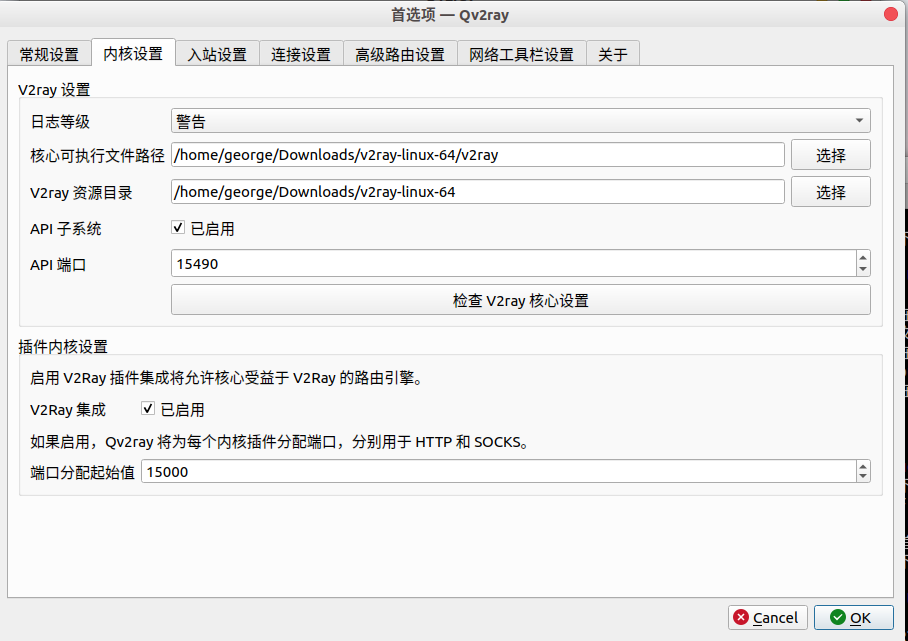 首选项 — Qv2ray
常规设置 内核设置 入站设置 连接设置 高级路由设置 网络工具栏设置 关于
V2ray 设置
日志等级 警告
核心可执行文件路径 /home/george/Downloads/v2ray-linux-64/v2ray 选择
V2ray 资源目录 /home/george/Downloads/v2ray-linux-64 选择
API 子系统 已启用
API 端口 15490
检查 V2ray 核心设置
插件内核设置
启用 V2Ray 插件集成将允许核心受益于 V2Ray 的路由引擎。
V2Ray 集成 已启用
如果启用，Qv2ray 将为每个内核插件分配端口，分别用于 HTTP 和 SOCKS。
端口分配起始值 15000
Cancel OK